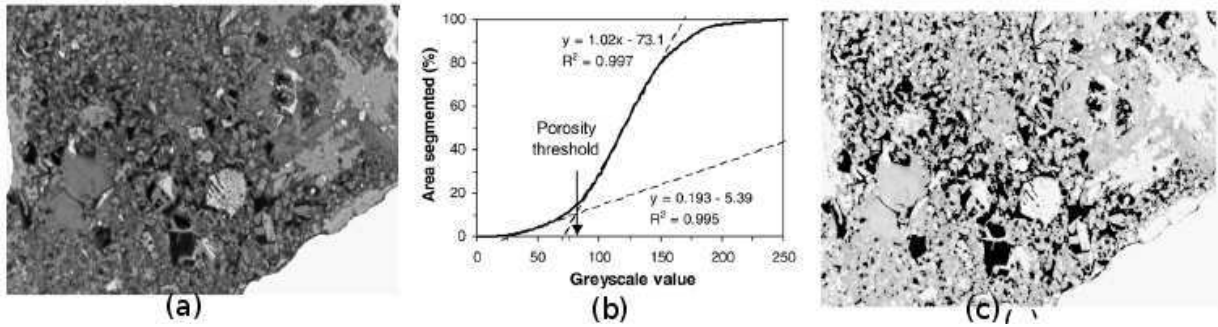 100
80
60
40
20
0
Area segmented (%)
y = 1.02x - 73.1
R² = 0.997
Porosity
threshold
y = 0.193 - 5.39
R² = 0.995
0 50 100 150 200 250
Greyscale value
(a)
(b)
(c)